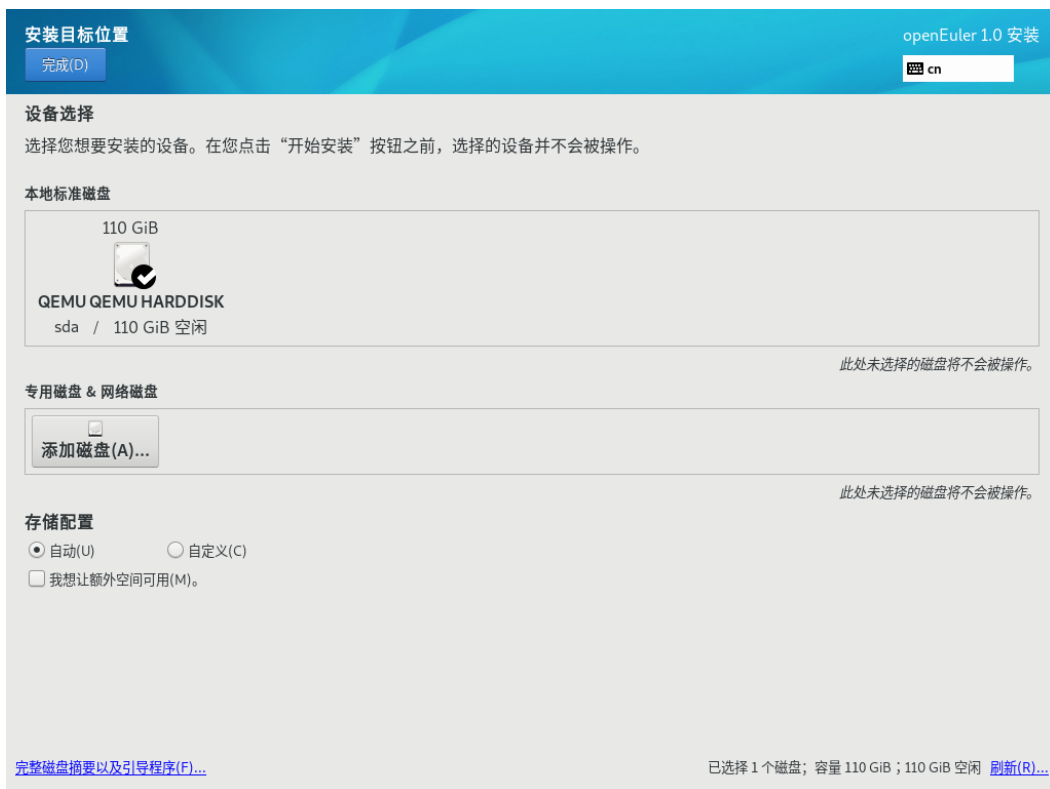 安装目标位置
openEuler 1.0 安装
完成(D)
cn
设备选择
选择您想要安装的设备。在您点击“开始安装”按钮之前，选择的设备并不会被操作。
本地标准磁盘
110 GiB
QEMU QEMU HARDDISK
sda / 110 GiB 空闲
此处未选择的磁盘将不会被操作。
专用磁盘 & 网络磁盘
添加磁盘(A)...
此处未选择的磁盘将不会被操作。
存储配置
自动(U) 自定义(C)
我想让额外空间可用(M)。
完整磁盘摘要以及引导程序(F)... 已选择 1 个磁盘；容量 110 GiB；110 GiB 空闲 刷新(R)...